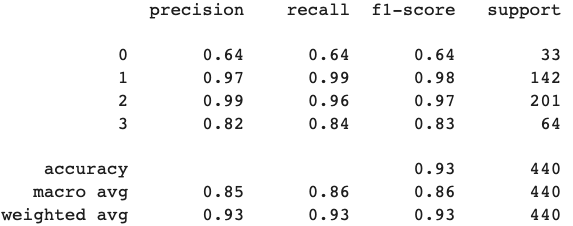 precision recall f1-score support
0 0.64 0.64 0.64 33
1 0.97 0.99 0.98 142
2 0.99 0.96 0.97 201
3 0.82 0.84 0.83 64
accuracy 0.93 440
macro avg 0.85 0.86 0.86 440
weighted avg 0.93 0.93 0.93 440